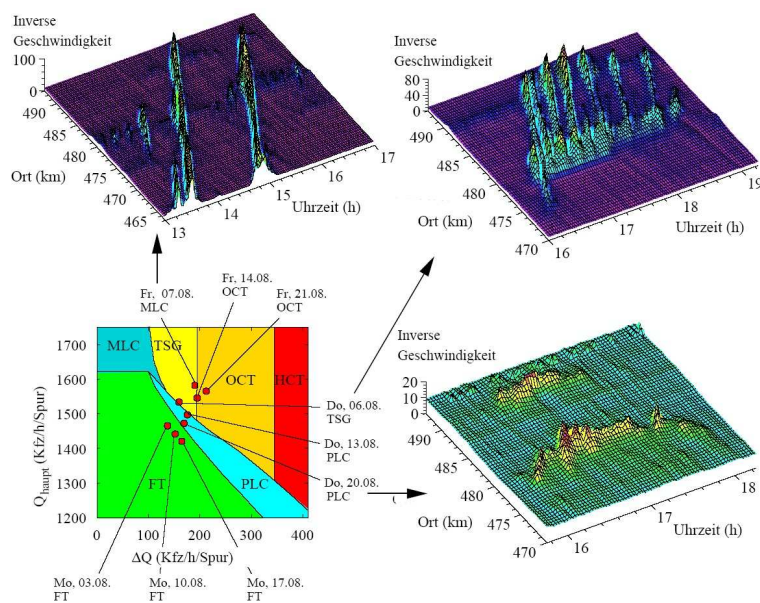 Inverse
Geschwindigkeit
100
0
490
485
480
475
470
465
Ort (km)
13
14
15
16
17
Uhrzeit (h)
Inverse
Geschwindigkeit
80
40
0
490
485
480
475
470
Ort (km)
16
17
18
19
Uhrzeit (h)
Fr, 07.08.
MLC
Fr, 14.08.
OCT
Fr, 21.08.
OCT
1700
1600
1500
1400
1300
1200
Qhaupt (Kfz/h/Spur)
MLC
TSG
OCT
HCT
FT
PLC
0 100 200 300 400
ΔQ (Kfz/h/Spur)
Do, 06.08.
TSG
Do, 13.08.
PLC
Do, 20.08.
PLC
Mo, 03.08.
FT
Mo, 10.08.
FT
Mo, 17.08.
FT
Inverse
Geschwindigkeit
20
10
0
490
485
480
475
470
Ort (km)
16
17
18
Uhrzeit (h)